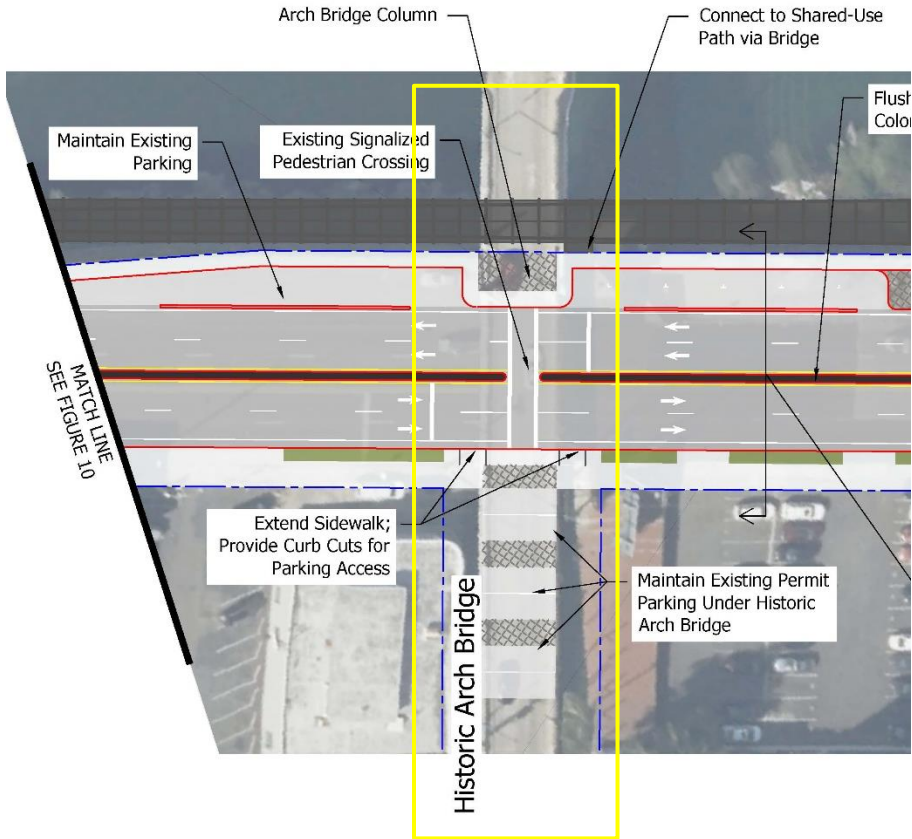 Arch Bridge Column
Connect to Shared-Use
Path via Bridge
Flush
Color
Maintain Existing
Parking
Existing Signalized
Pedestrian Crossing
MATCH LINE
SEE FIGURE 10
Extend Sidewalk;
Provide Curb Cuts for
Parking Access
Historic Arch Bridge
Maintain Existing Permit
Parking Under Historic
Arch Bridge